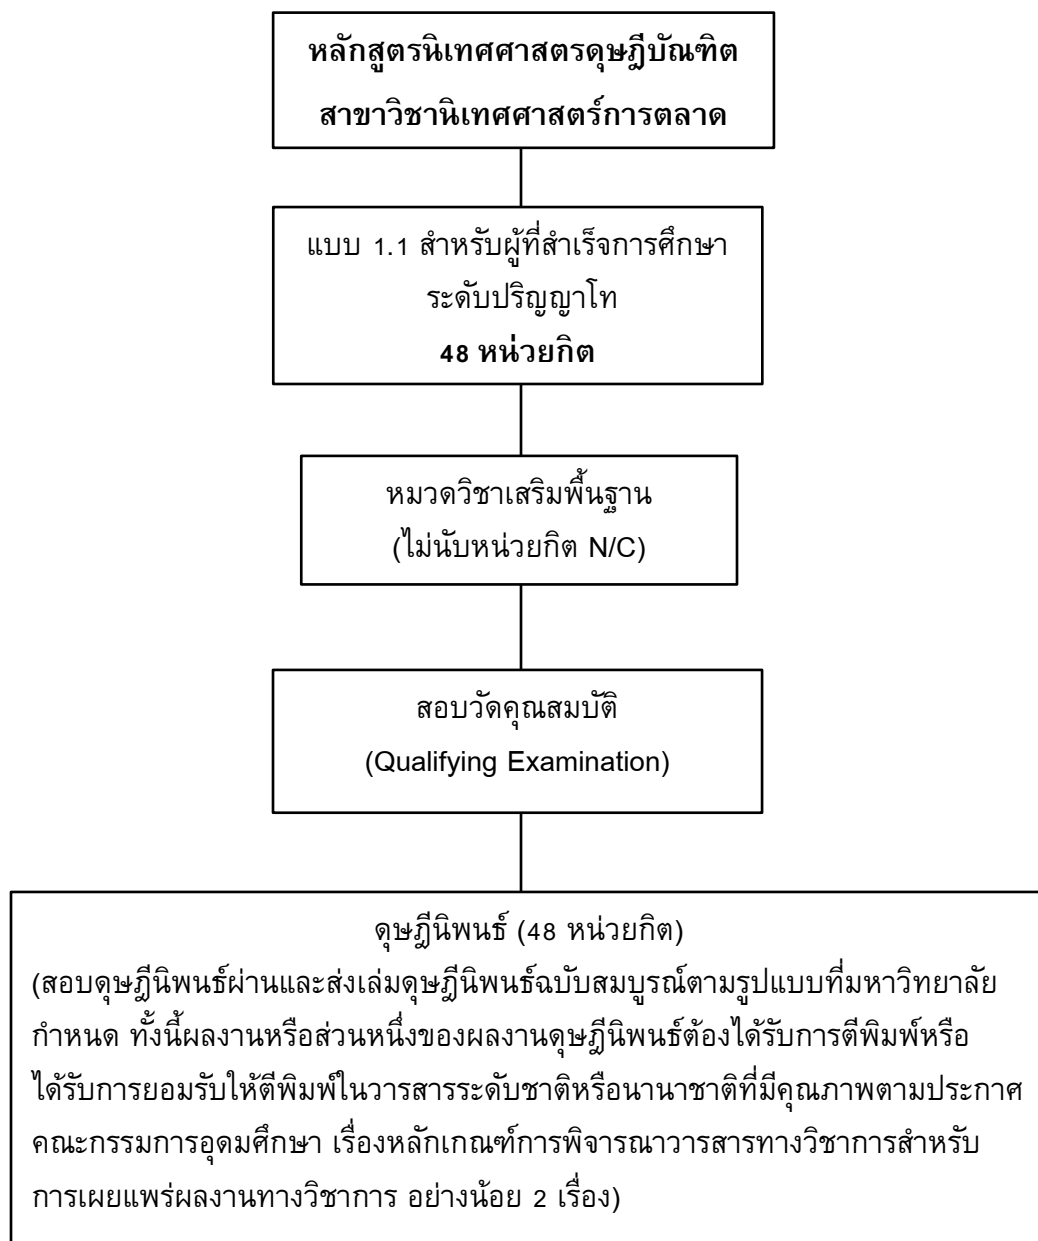 หลักสูตรนิเทศศาสตรดุษฎีบัณฑิต
สาขาวิชานิเทศศาสตร์การตลาด
แบบ 1.1 สำหรับผู้ที่สำเร็จการศึกษา
ระดับปริญญาโท
48 หน่วยกิต
หมวดวิชาเสริมพื้นฐาน
(ไม่นับหน่วยกิต N/C)
สอบวัดคุณสมบัติ
(Qualifying Examination)
ดุษฎีนิพนธ์ (48 หน่วยกิต)
(สอบดุษฎีนิพนธ์ผ่านและส่งเล่มดุษฎีนิพนธ์ฉบับสมบูรณ์ตามรูปแบบที่มหาวิทยาลัย
กำหนด ทั้งนี้ผลงานหรือส่วนหนึ่งของผลงานดุษฎีนิพนธ์ต้องได้รับการตีพิมพ์หรือ
ได้รับการยอมรับให้ตีพิมพ์ในวารสารระดับชาติหรือนานาชาติที่มีคุณภาพตามประกาศ
คณะกรรมการอุดมศึกษา เรื่องหลักเกณฑ์การพิจารณาวารสารทางวิชาการสำหรับ
การเผยแพร่ผลงานทางวิชาการ อย่างน้อย 2 เรื่อง)